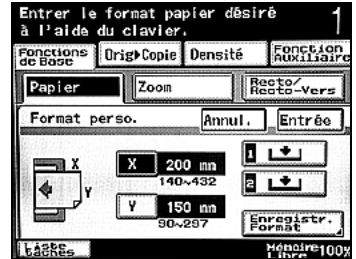 Entrer le format papier désiré 1
à l'aide du clavier.
Fonctions de Base
Orig▶Copie
Densité
Fonction Auxiliaire
Papier
Zoom
Recto/
Recto-Vers
Format perso.
Annul.
Entrée
X
Y
X 200 mm
140~432
Y 150 mm
90~297
1
2
Enregistr.
Format
Liste
tâches
Mémoire
Libre 100%